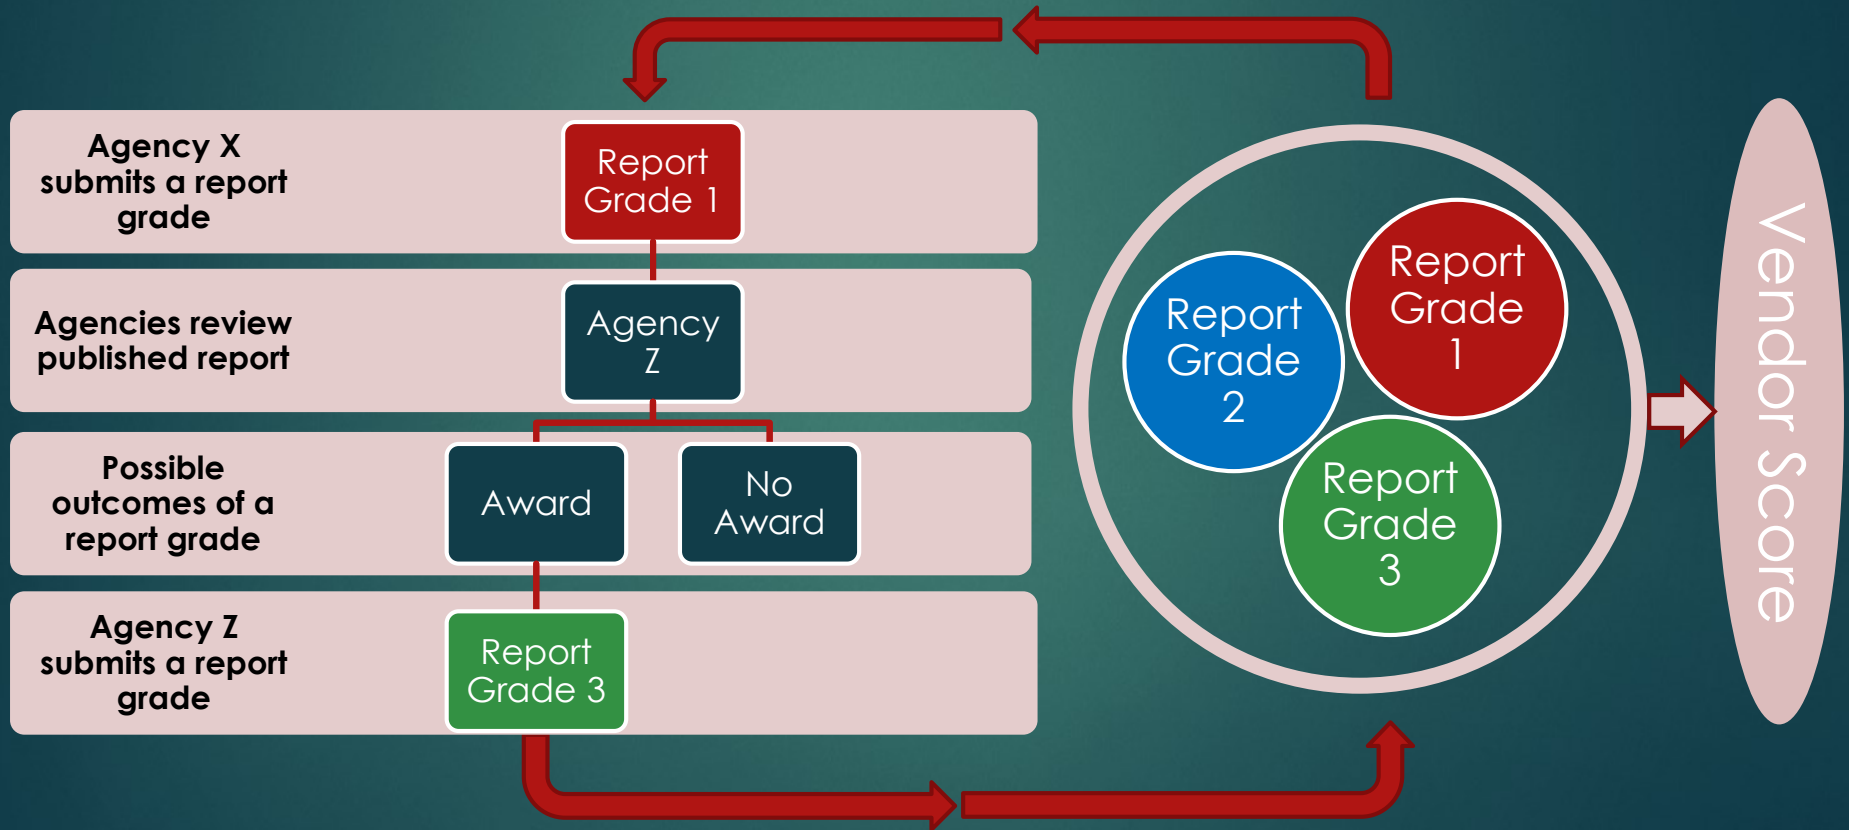 Agency X
submits a report
grade
Report
Grade 1
Agencies review
published report
Agency
Z
Possible
outcomes of a
report grade
Award
No
Award
Agency Z
submits a report
grade
Report
Grade 3
Report
Grade
2
Report
Grade
1
Report
Grade
3
Vendor Score